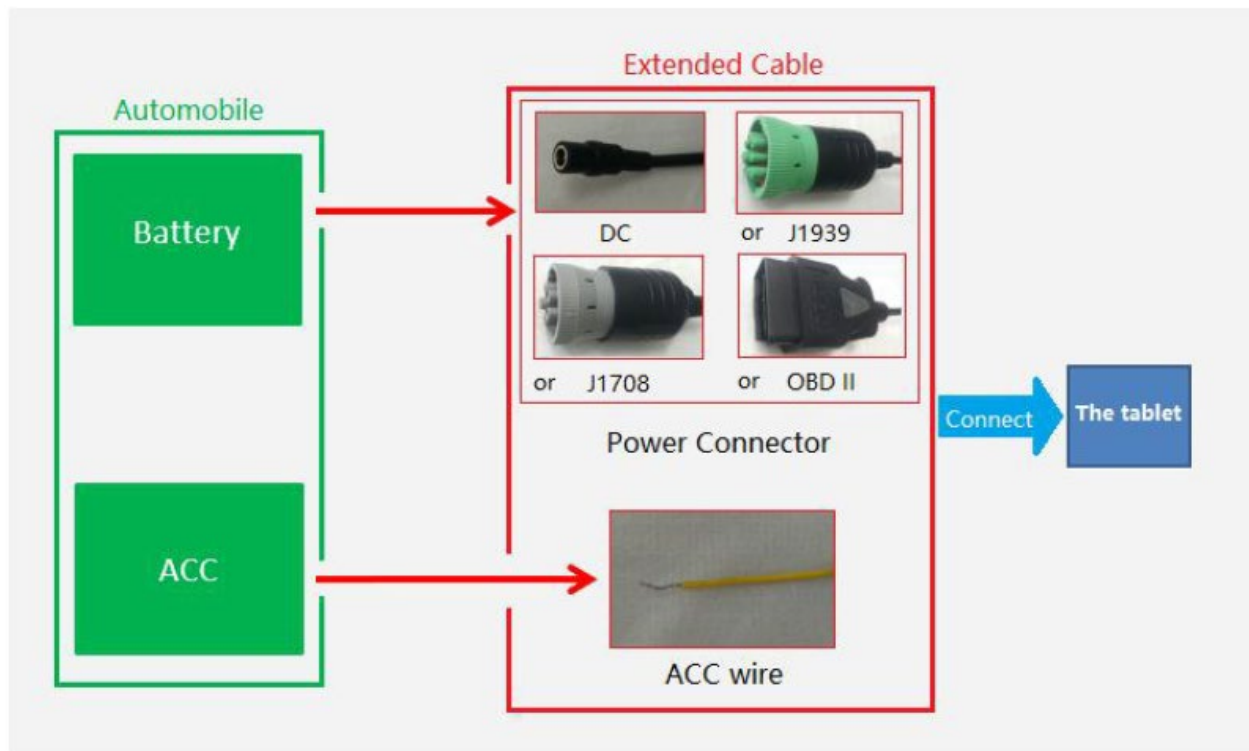 Extended Cable
Automobile
Battery
DC
or J1939
or J1708
or OBD II
Connect
The tablet
Power Connector
ACC
ACC wire